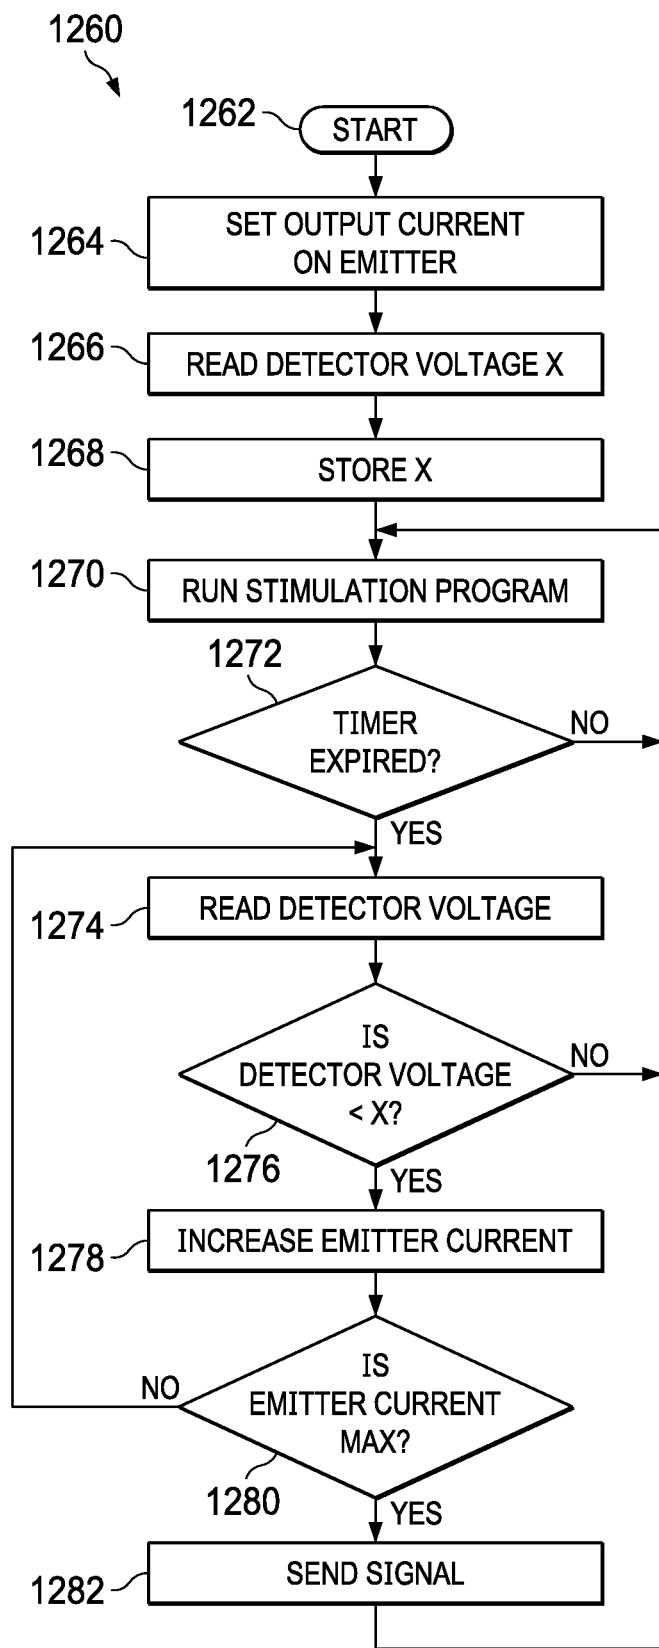 1260
1262
START
1264
SET OUTPUT CURRENT
ON EMITTER
1266
READ DETECTOR VOLTAGE X
1268
STORE X
1270
RUN STIMULATION PROGRAM
1272
TIMER
EXPIRED?
NO
YES
1274
READ DETECTOR VOLTAGE
IS
DETECTOR VOLTAGE
< X?
NO
1276
YES
1278
INCREASE EMITTER CURRENT
IS
EMITTER CURRENT
MAX?
NO
1280
YES
1282
SEND SIGNAL